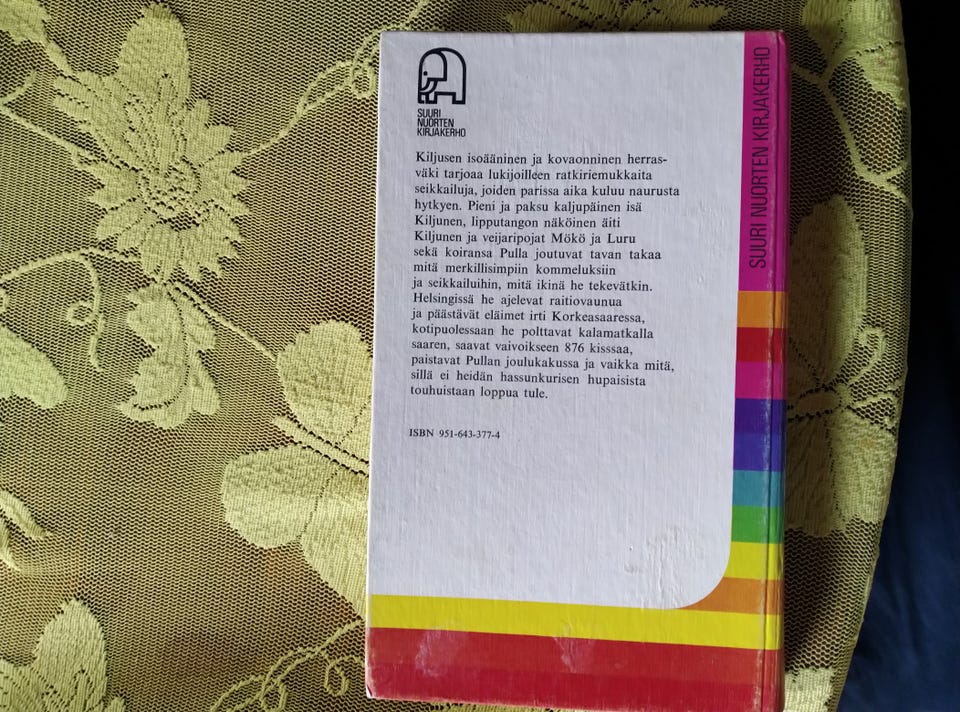 SUURI
NUORTEN
KIRJAKERHO
Kiljusen isoääninen ja kovaonninen herras-
väki tarjoaa lukijoilleen ratkiriemukkaita
seikkailuja, joiden parissa aika kuluu naurusta
hytkyen. Pieni ja paksu kaljupäinen isä
Kiljunen, lipputangon näköinen äiti
Kiljunen ja veijaripojat Mökö ja Luru
sekä koiransa Pulla joutuvat tavan takaa
mitä merkillisimpiin kommeluksiin
ja seikkailuihin, mitä ikinä he tekevätkin.
Helsingissä he ajelevat raitiovaunua
ja päästävät eläimet irti Korkeasaaressa,
kotipuolessaan he polttavat kalamatkalla
saaren, saavat vaivoikseen 876 kisssaa,
paistavat Pullan joulukakussa ja vaikka mitä,
sillä ei heidän hassunkurisen hupaisista
touhuistaan loppua tule.
ISBN 951-643-377-4
SUURI NUORTEN KIRJAKERHO